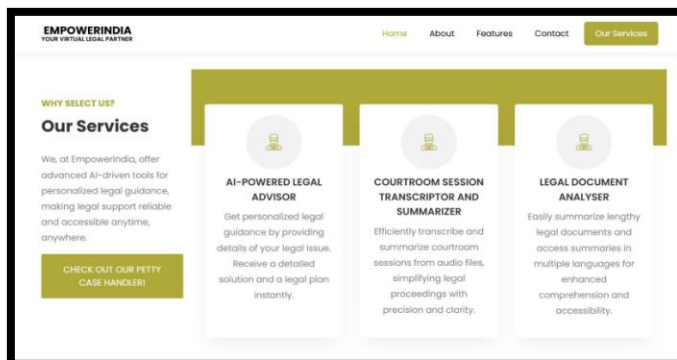 EMPOWERINDIA
YOUR VIRTUAL LEGAL PARTNER
Home About Features Contact Our Services
WHY SELECT US?
Our Services
We, at EmpowerIndia, offer
advanced AI-driven tools for
personalized legal guidance,
making legal support reliable
and accessible anytime,
anywhere.
CHECK OUT OUR PETTY
CASE HANDLER!
AI-POWERED LEGAL
ADVISOR
Get personalized legal
guidance by providing
details of your legal issue.
Receive a detailed
solution and a legal plan
instantly.
COURTROOM SESSION
TRANSCRIPTOR AND
SUMMARIZER
Efficiently transcribe and
summarize courtroom
sessions from audio files,
simplifying legal
proceedings with
precision and clarity.
LEGAL DOCUMENT
ANALYSER
Easily summarize lengthy
legal documents and
access summaries in
multiple languages for
enhanced
comprehension and
accessibility.